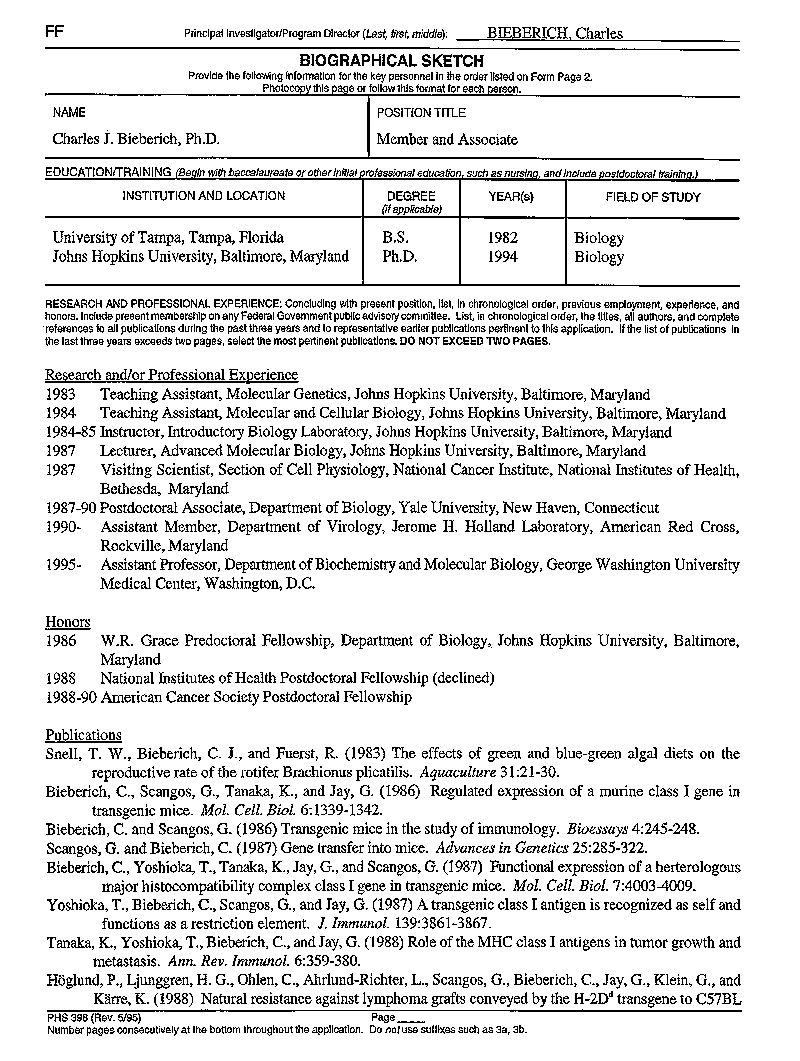 FF Principal Investigator/Program Director (Last, first, middle): BIEBERICH, Charles
BIOGRAPHICAL SKETCH
Provide the following information for the key personnel in the order listed on Form Page 2.
Photocopy this page or follow this format for each person.
NAME POSITION TITLE
Charles J. Bieberich, Ph.D. Member and Associate
EDUCATION/TRAINING (Begin with baccalaureate or other initial professional education, such as nursing, and include postdoctoral training.)
INSTITUTION AND LOCATION DEGREE (if applicable) YEAR(s) FIELD OF STUDY
University of Tampa, Tampa, Florida B.S. 1982 Biology
Johns Hopkins University, Baltimore, Maryland Ph.D. 1994 Biology
RESEARCH AND PROFESSIONAL EXPERIENCE: Concluding with present position, list, in chronological order, previous employment, experience, and
honors. Include present membership on any Federal Government public advisory committee. List, in chronological order, the titles, all authors, and complete
references to all publications during the past three years and to representative earlier publications pertinent to this application. If the list of publications in
the last three years exceeds two pages, select the most pertinent publications. DO NOT EXCEED TWO PAGES.
Research and/or Professional Experience
1983 Teaching Assistant, Molecular Genetics, Johns Hopkins University, Baltimore, Maryland
1984 Teaching Assistant, Molecular and Cellular Biology, Johns Hopkins University, Baltimore, Maryland
1984-85 Instructor, Introductory Biology Laboratory, Johns Hopkins University, Baltimore, Maryland
1987 Lecturer, Advanced Molecular Biology, Johns Hopkins University, Baltimore, Maryland
1987 Visiting Scientist, Section of Cell Physiology, National Cancer Institute, National Institutes of Health,
Bethesda, Maryland
1987-90 Postdoctoral Associate, Department of Biology, Yale University, New Haven, Connecticut
1990- Assistant Member, Department of Virology, Jerome H. Holland Laboratory, American Red Cross,
Rockville, Maryland
1995- Assistant Professor, Department of Biochemistry and Molecular Biology, George Washington University
Medical Center, Washington, D.C.
Honors
1986 W.R. Grace Predoctoral Fellowship, Department of Biology, Johns Hopkins University, Baltimore,
Maryland
1988 National Institutes of Health Postdoctoral Fellowship (declined)
1988-90 American Cancer Society Postdoctoral Fellowship
Publications
Snell, T. W., Bieberich, C. J., and Fuerst, R. (1983) The effects of green and blue-green algal diets on the
reproductive rate of the rotifer Brachionus plicatilis. Aquaculture 31:21-30.
Bieberich, C., Scangos, G., Tanaka, K., and Jay, G. (1986) Regulated expression of a murine class I gene in
transgenic mice. Mol. Cell. Biol. 6:1339-1342.
Bieberich, C. and Scangos, G. (1986) Transgenic mice in the study of immunology. Bioessays 4:245-248.
Scangos, G. and Bieberich, C. (1987) Gene transfer into mice. Advances in Genetics 25:285-322.
Bieberich, C., Yoshioka, T., Tanaka, K., Jay, G., and Scangos, G. (1987) Functional expression of a herterologous
major histocompatibility complex class I gene in transgenic mice. Mol. Cell. Biol. 7:4003-4009.
Yoshioka, T., Bieberich, C., Scangos, G., and Jay, G. (1987) A transgenic class I antigen is recognized as self and
functions as a restriction element. J. Immunol. 139:3861-3867.
Tanaka, K., Yoshioka, T., Bieberich, C., and Jay, G. (1988) Role of the MHC class I antigens in tumor growth and
metastasis. Ann. Rev. Immunol. 6:359-380.
Höglund, P., Ljunggren, H. G., Ohlen, C., Ahrlund-Richter, L., Scangos, G., Bieberich, C., Jay, G., Klein, G., and
Kärre, K. (1988) Natural resistance against lymphoma grafts conveyed by the H-2Dᵈ transgene to C57BL
PHS 398 (Rev. 5/95) Page
Number pages consecutively at the bottom throughout the application. Do not use suffixes such as 3a, 3b.